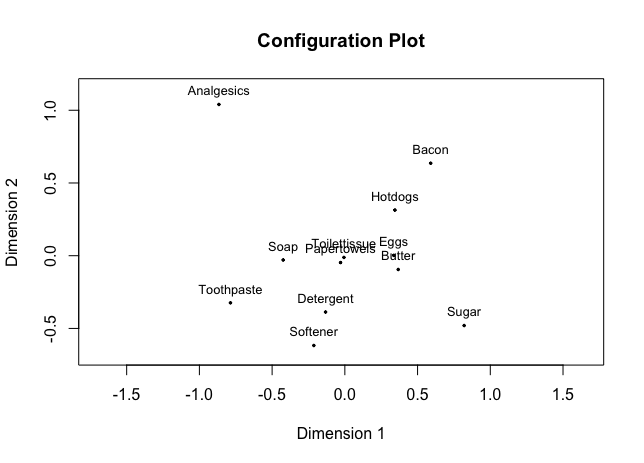 Configuration Plot
Analgesics
Bacon
Hotdogs
Toilettissue Eggs
Soap Papertowels
Butter
Toothpaste
Detergent
Sugar
Softener
1.0
0.5
0.0
-0.5
Dimension 2
-1.5 -1.0 -0.5 0.0 0.5 1.0 1.5
Dimension 1